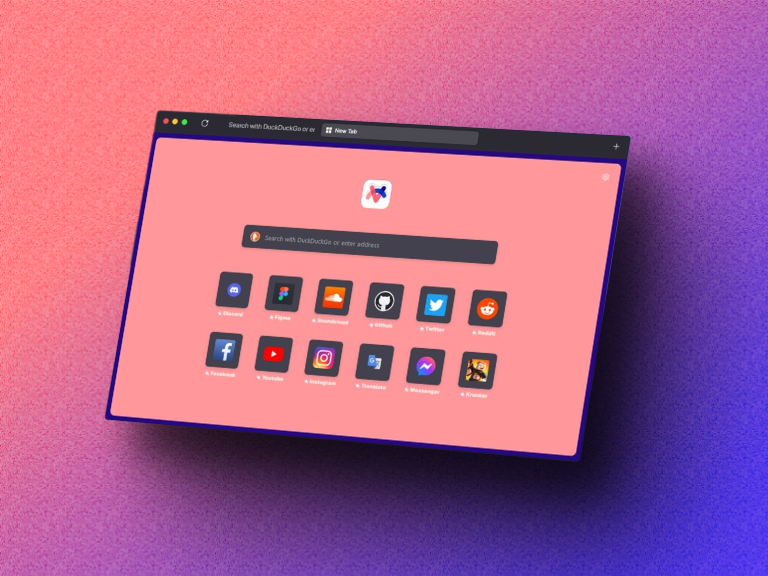 Search with DuckDuckGo or er
New Tab
Search with DuckDuckGo or enter address
Discord
Figma
Soundcloud
Github
Twitter
Reddit
Facebook
Youtube
Instagram
Translate
Messenger
Krunker